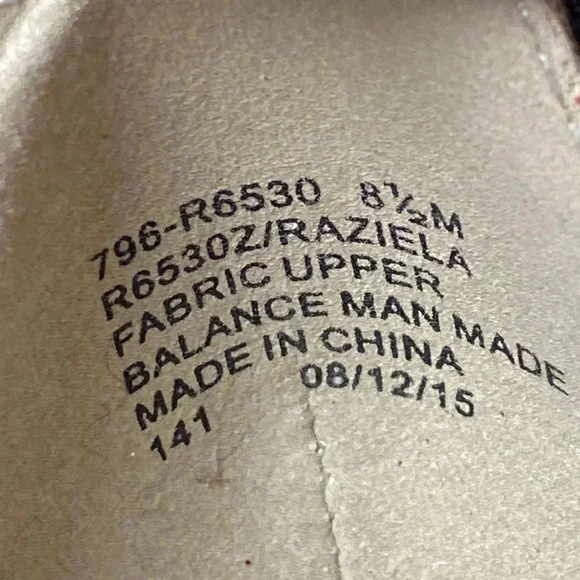 796-R6530 8½M
R6530Z/RAZIELA
FABRIC UPPER
BALANCE MAN MADE
MADE IN CHINA
141 08/12/15